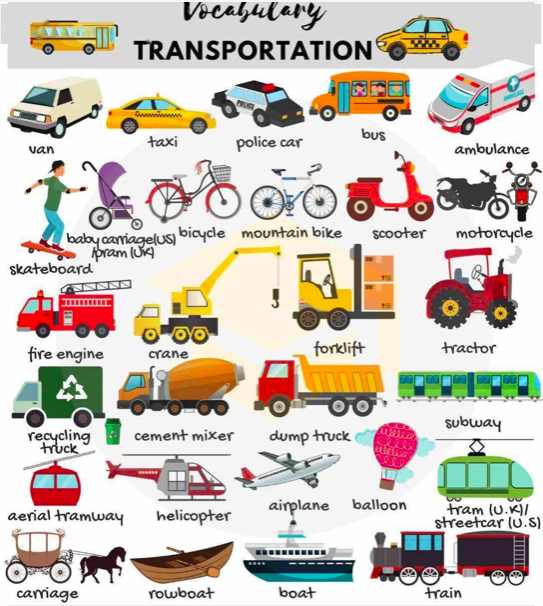 Vocabulary
TRANSPORTATION
van
taxi
POLICE
police car
bus
AMBULANCE
ambulance
skateboard
baby carriage(US)
/pram (UK)
bicycle
mountain bike
scooter
motorcycle
fire engine
crane
forklift
tractor
recycling
truck
cement mixer
dump truck
subway
aerial tramway
helicopter
airplane
balloon
tram (U.K)/
streetcar (U.S)
carriage
rowboat
boat
train